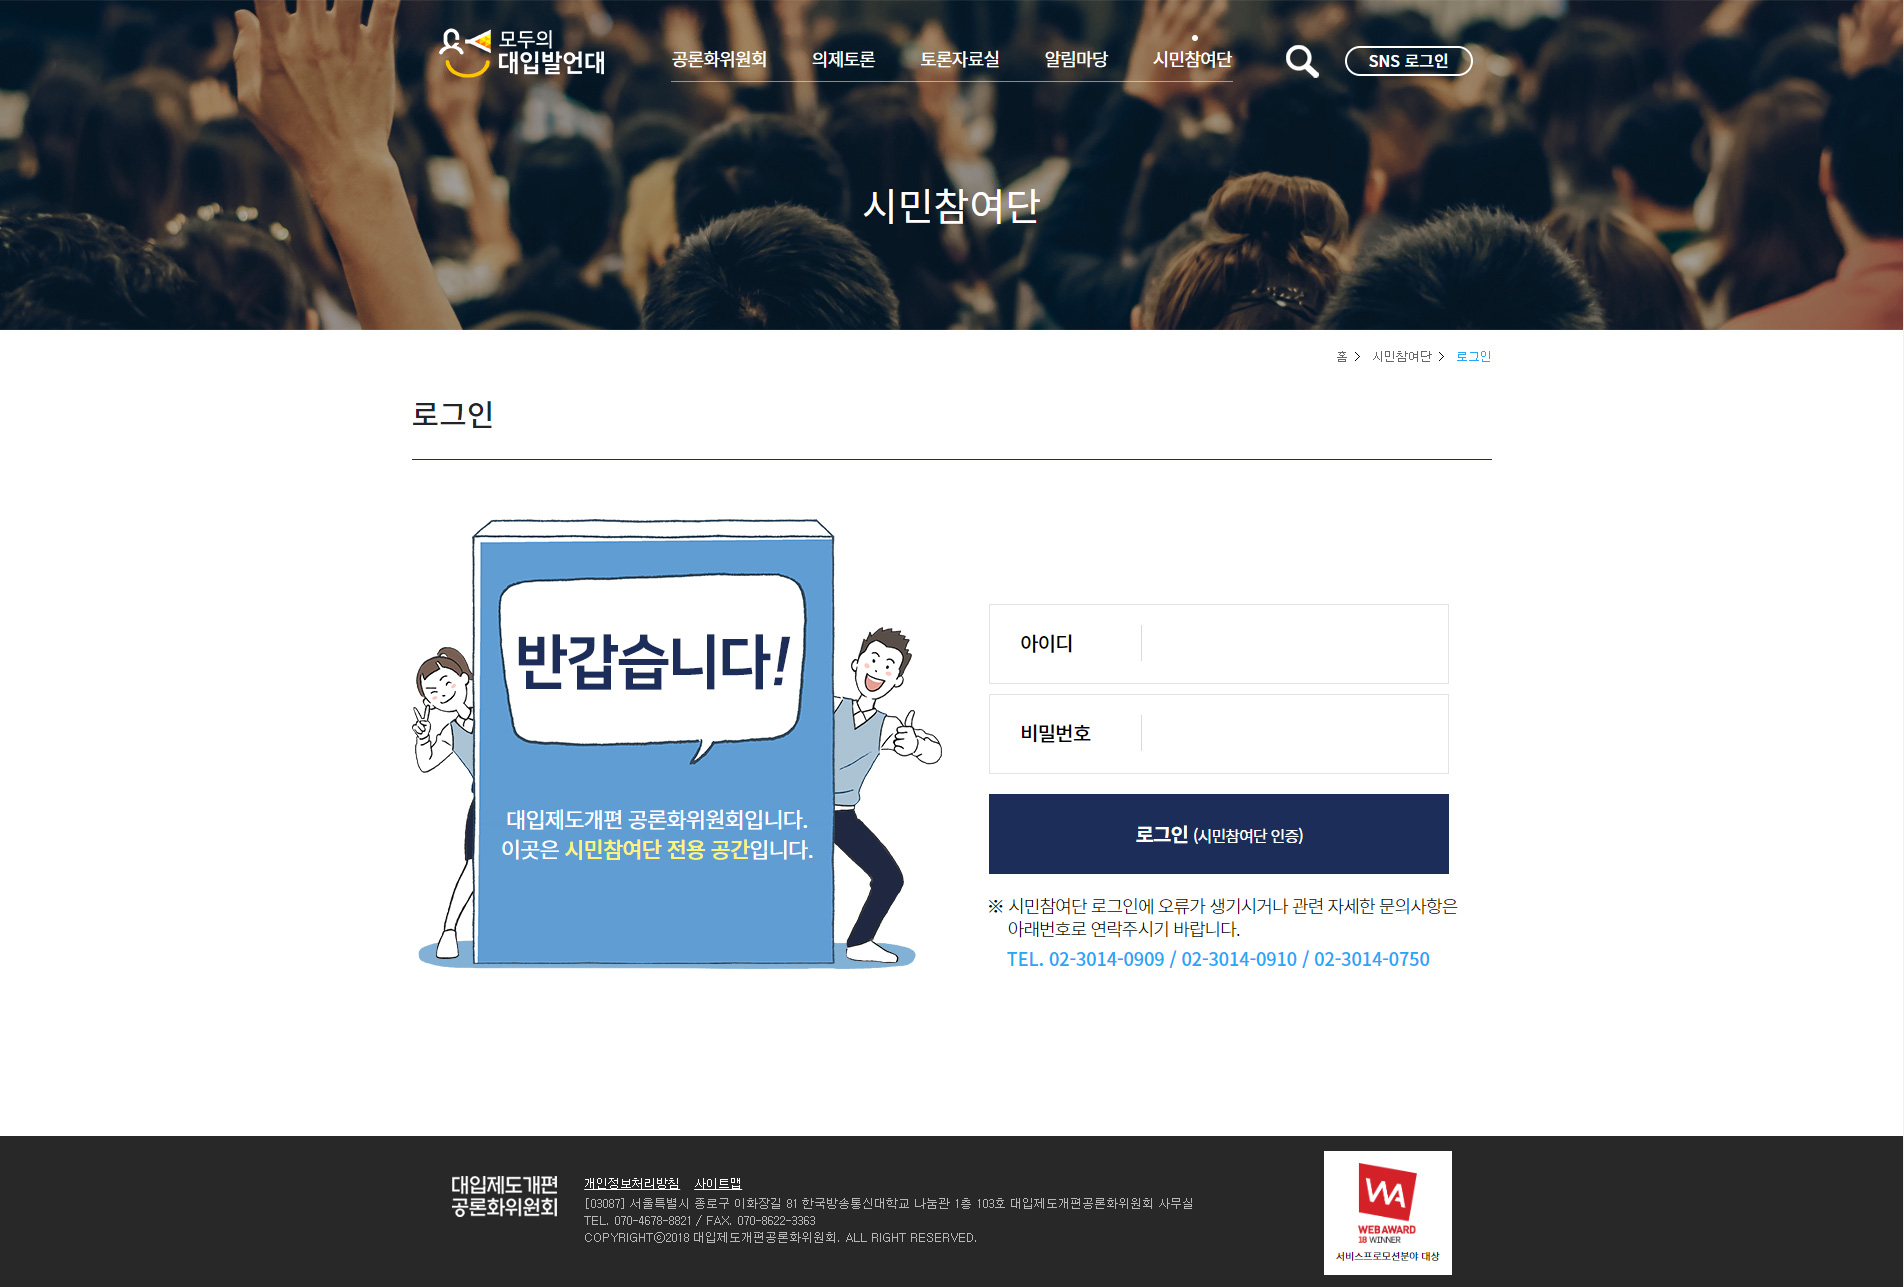 모두의
대입발언대
공론화위원회 의제토론 토론자료실 알림마당 시민참여단
SNS 로그인
시민참여단
홈 > 시민참여단 > 로그인
로그인
반갑습니다!
대입제도개편 공론화위원회입니다.
이곳은 시민참여단 전용 공간입니다.
아이디
비밀번호
로그인 (시민참여단 인증)
※ 시민참여단 로그인에 오류가 생기시거나 관련 자세한 문의사항은
아래번호로 연락주시기 바랍니다.
TEL. 02-3014-0909 / 02-3014-0910 / 02-3014-0750
대입제도개편
공론화위원회
개인정보처리방침 사이트맵
[03087] 서울특별시 종로구 이화장길 81 한국방송통신대학교 나눔관 1층 103호 대입제도개편공론화위원회 사무실
TEL. 070-4678-8821 / FAX. 070-8622-3363
COPYRIGHTⓒ2018 대입제도개편공론화위원회. ALL RIGHT RESERVED.
WA
WEB AWARD
18 WINNER
서비스프로모션분야 대상